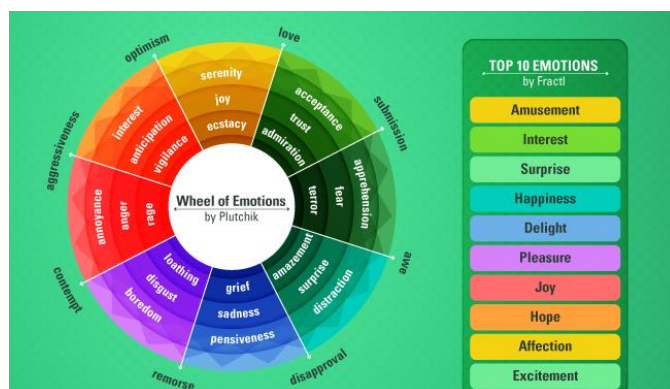 optimism
love
submission
awe
disapproval
remorse
contempt
aggressiveness
serenity
joy
ecstacy
acceptance
trust
admiration
apprehension
fear
terror
amazement
surprise
distraction
grief
sadness
pensiveness
loathing
disgust
boredom
annoyance
anger
rage
interest
anticipation
vigilance
Wheel of Emotions
by Plutchik
TOP 10 EMOTIONS
by Fractl
Amusement
Interest
Surprise
Happiness
Delight
Pleasure
Joy
Hope
Affection
Excitement